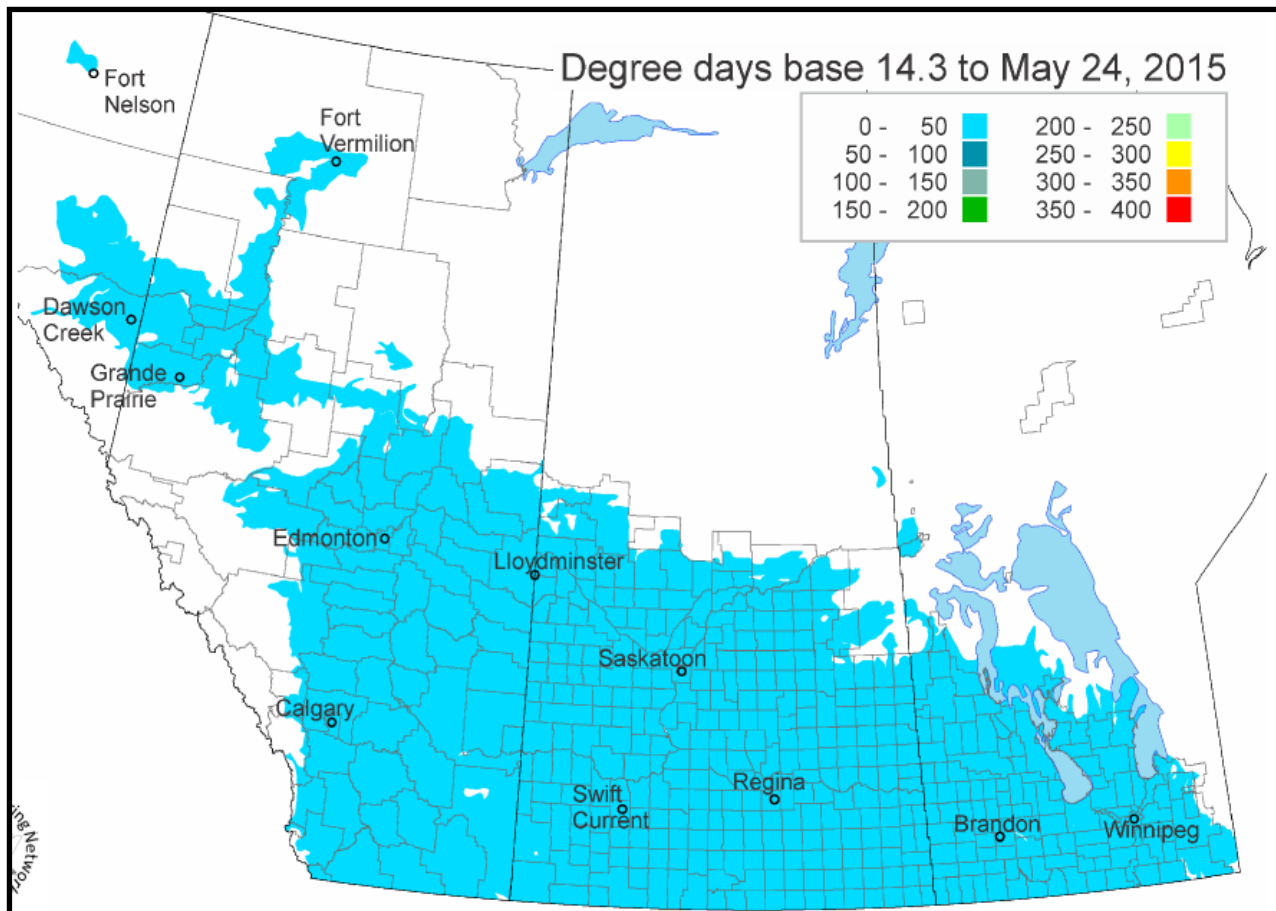 Degree days base 14.3 to May 24, 2015
0 - 50
50 - 100
100 - 150
150 - 200
200 - 250
250 - 300
300 - 350
350 - 400
Fort
Nelson
Fort
Vermilion
Dawson
Creek
Grande
Prairie
Edmonton
Lloydminster
Saskatoon
Calgary
Swift
Current
Regina
Brandon
Winnipeg
ing Network